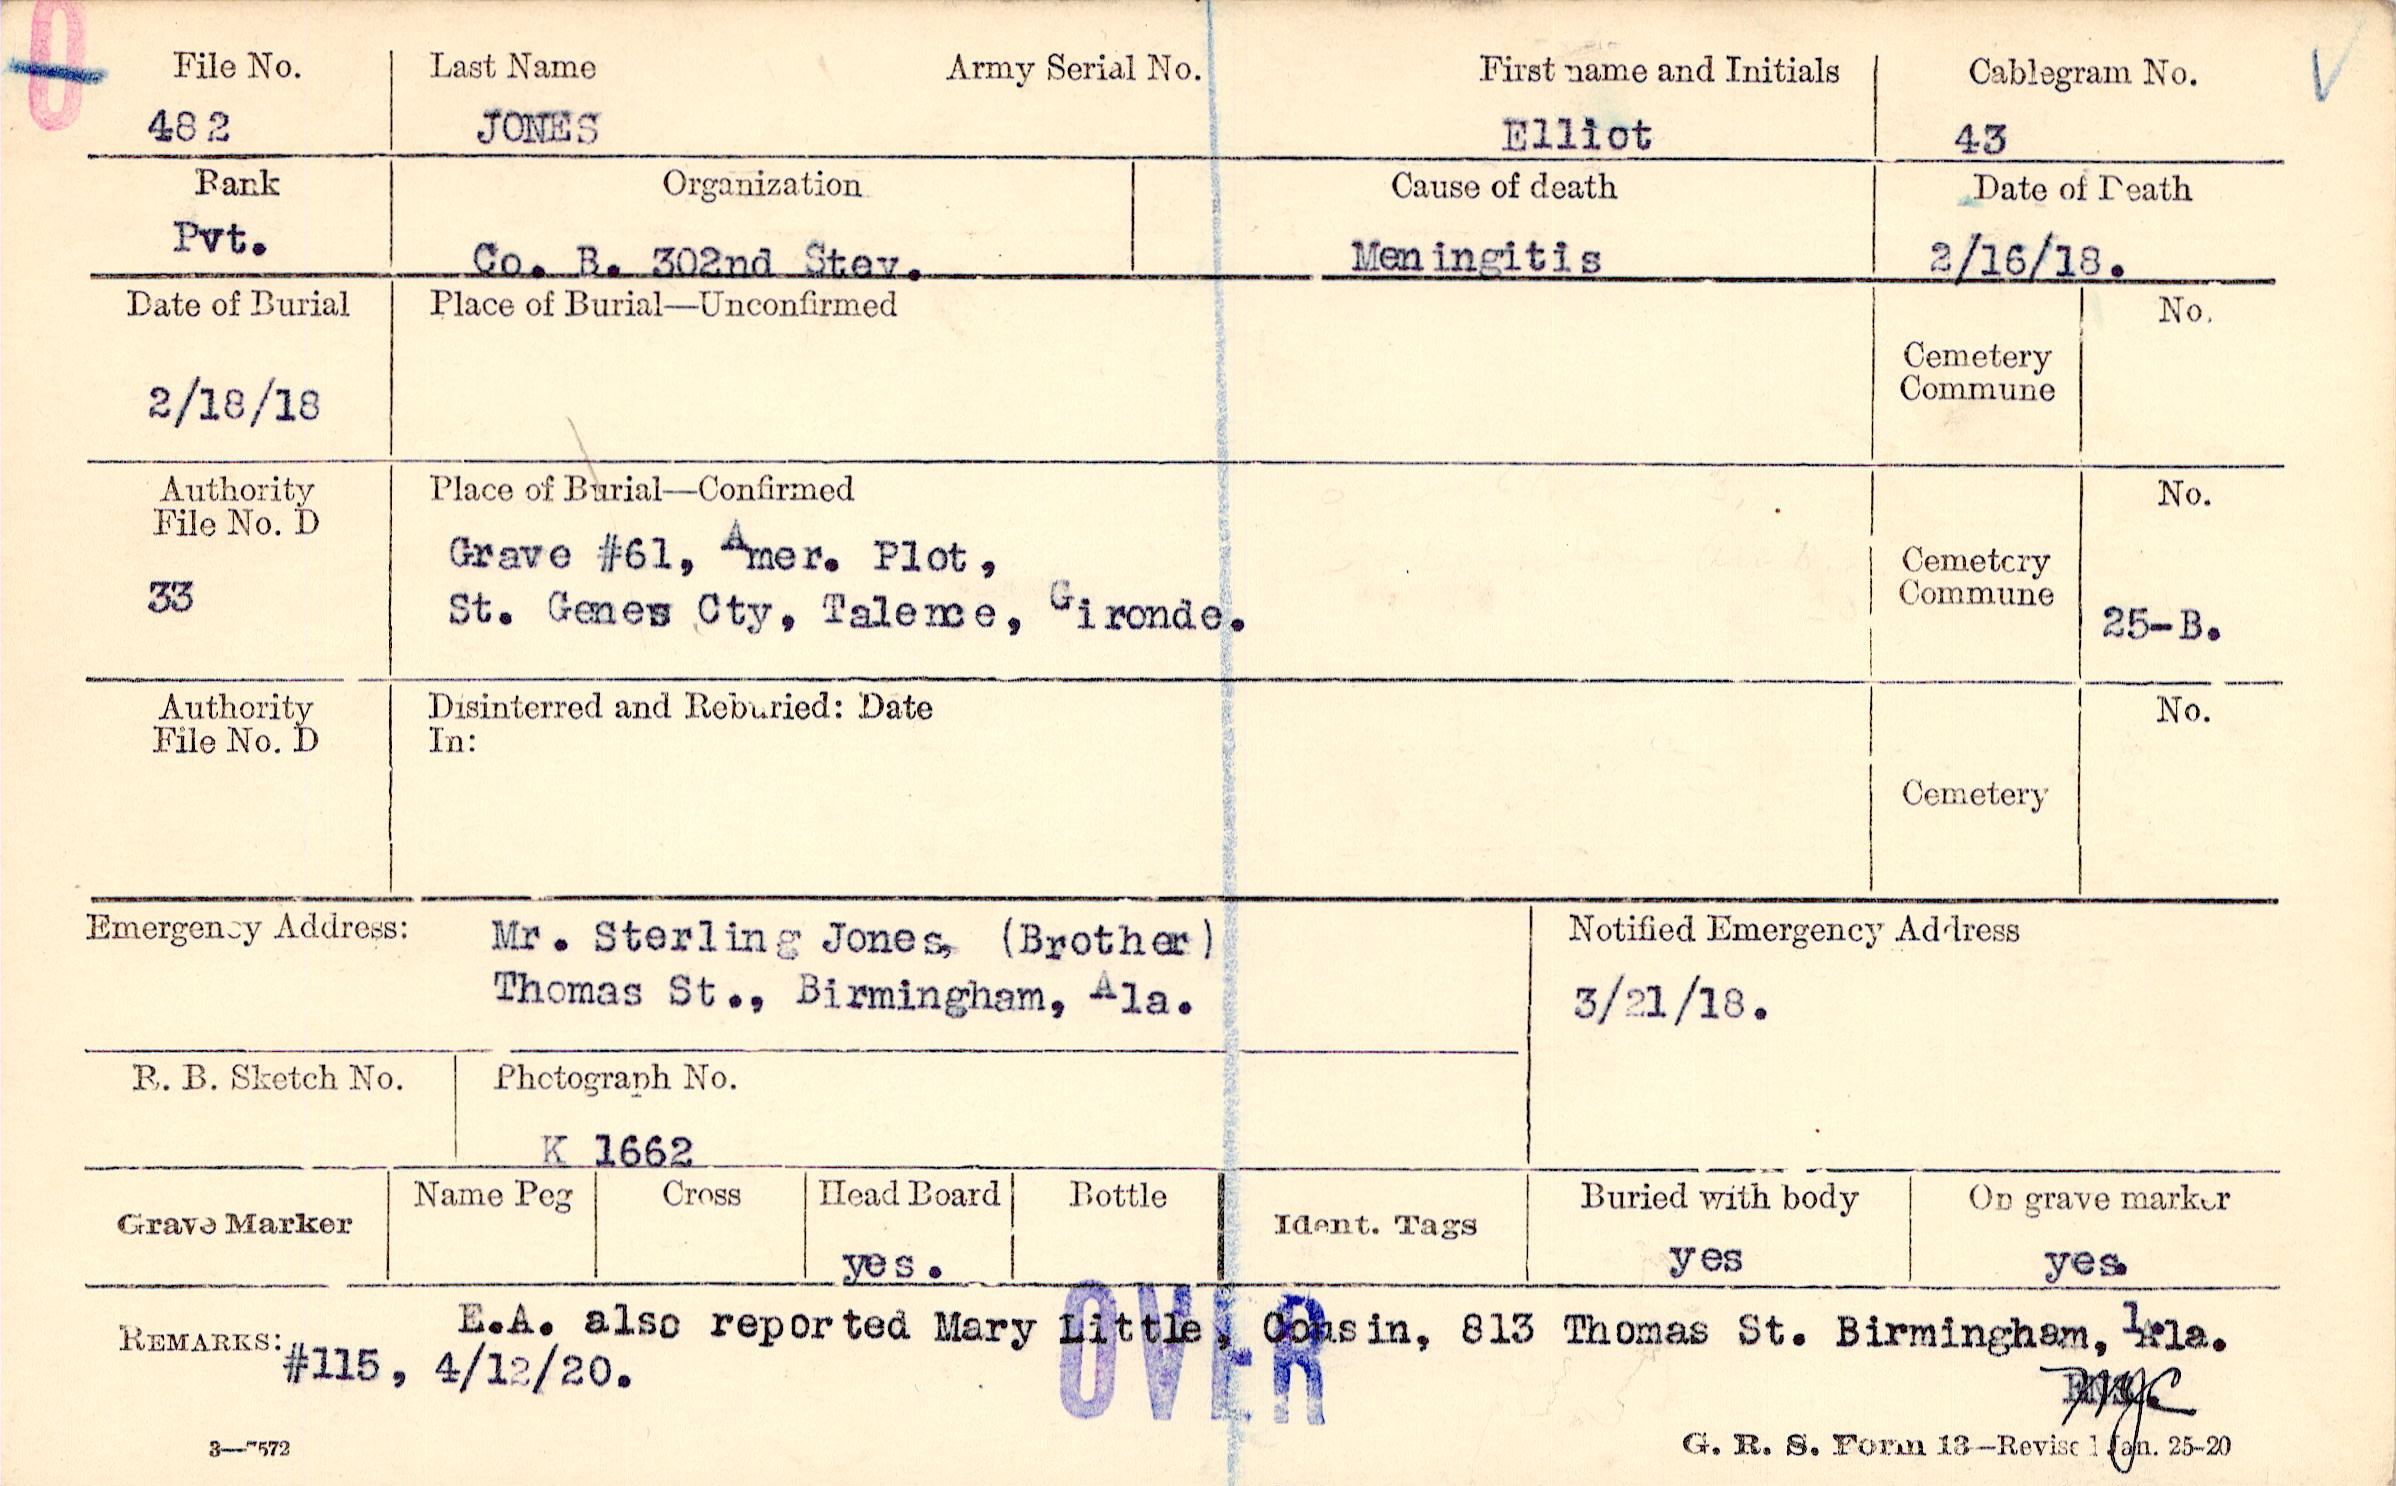 O
File No. Last Name Army Serial No. First name and Initials Cablegram No.
482 JONES Elliot 43
Rank Organization Cause of death Date of Death
Pvt. Co. B. 302nd Stev. Meningitis 2/16/18.
Date of Burial Place of Burial—Unconfirmed No.
Cemetery
Commune
2/18/18
Authority Place of Burial—Confirmed No.
File No. D
Grave #61, Amer. Plot,
Cemetery
Commune
33 St. Genes Cty, Talence, Gironde. 25-B.
Authority Disinterred and Reburied: Date No.
File No. D In:
Cemetery
Emergency Address: Mr. Sterling Jones, (Brother) Notified Emergency Address
Thomas St., Birmingham, Ala. 3/21/18.
R. B. Sketch No. Photograph No.
K 1662
Grave Marker Name Peg Cross Head Board Bottle Ident. Tags Buried with body On grave marker
yes. yes yes.
REMARKS: E.A. also reported Mary Little, Cousin, 813 Thomas St. Birmingham, Ala.
#115, 4/12/20.
OVER
3—7572 G. R. S. Form 13—Revised Jan. 25-20